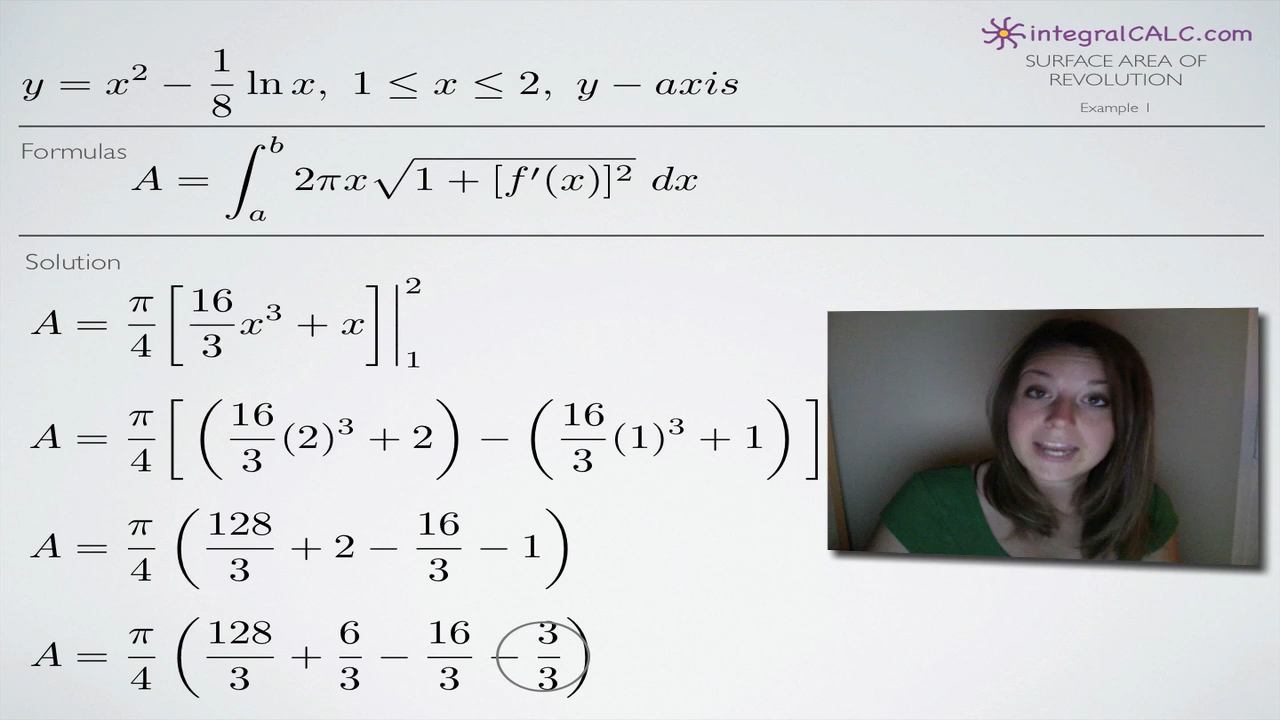 integralCALC.com
SURFACE AREA OF
REVOLUTION
Example 1
y = x² − 1/8 ln x, 1 ≤ x ≤ 2, y − axis
Formulas
A = ∫_a^b 2πx√(1 + [f′(x)]²) dx
Solution
A = π/4 [16/3 x³ + x] |_1^2
A = π/4 [(16/3 (2)³ + 2) − (16/3 (1)³ + 1)]
A = π/4 (128/3 + 2 − 16/3 − 1)
A = π/4 (128/3 + 6/3 − 16/3 − 3/3)